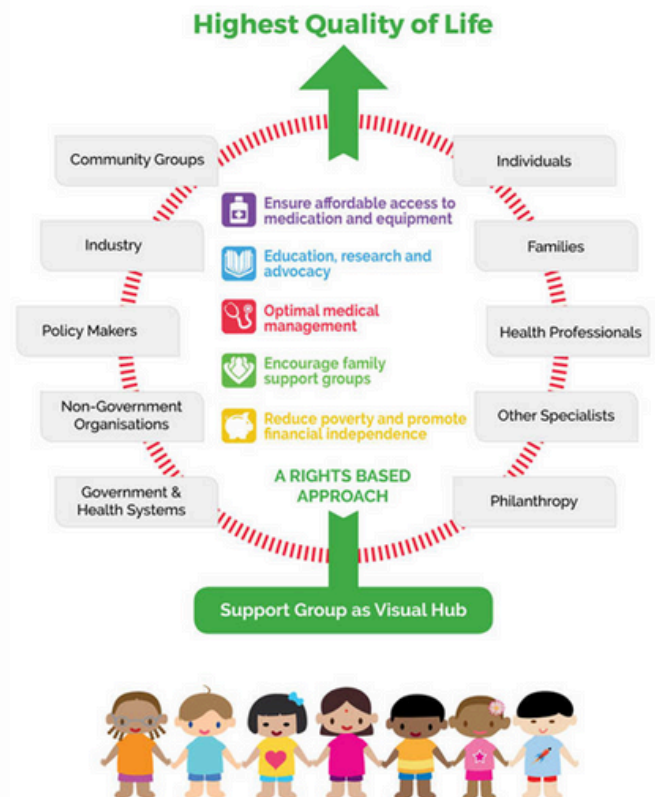 Highest Quality of Life
Community Groups
Individuals
Ensure affordable access to
medication and equipment
Industry
Families
Education, research and
advocacy
Optimal medical
management
Policy Makers
Health Professionals
Encourage family
support groups
Non-Government
Organisations
Other Specialists
Reduce poverty and promote
financial independence
A RIGHTS BASED
APPROACH
Government &
Health Systems
Philanthropy
Support Group as Visual Hub